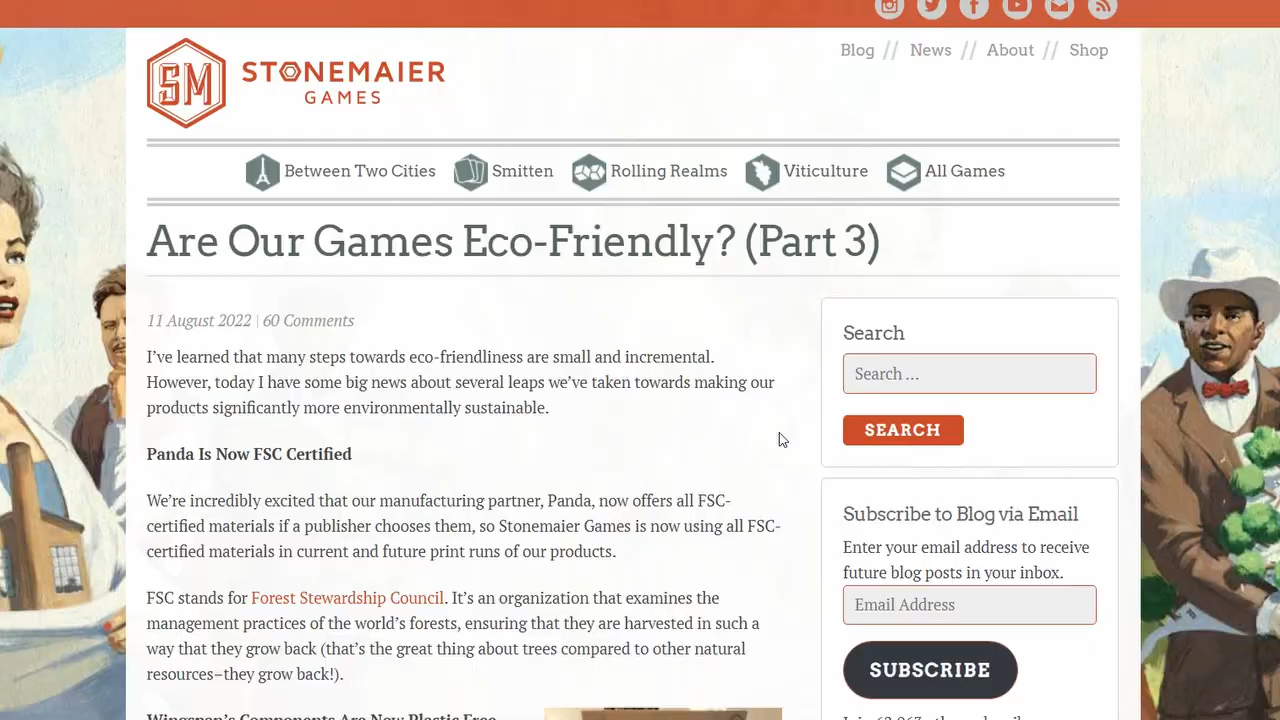 SM STONEMAIER
GAMES
Blog // News // About // Shop
Between Two Cities Smitten Rolling Realms Viticulture All Games
Are Our Games Eco-Friendly? (Part 3)
11 August 2022 | 60 Comments
I’ve learned that many steps towards eco-friendliness are small and incremental.
However, today I have some big news about several leaps we’ve taken towards making our
products significantly more environmentally sustainable.
Panda Is Now FSC Certified
We’re incredibly excited that our manufacturing partner, Panda, now offers all FSC-
certified materials if a publisher chooses them, so Stonemaier Games is now using all FSC-
certified materials in current and future print runs of our products.
FSC stands for Forest Stewardship Council. It’s an organization that examines the
management practices of the world’s forests, ensuring that they are harvested in such a
way that they grow back (that’s the great thing about trees compared to other natural
resources–they grow back!).
Wingspan’s Components Are Now Plastic Free
Search
Search …
SEARCH
Subscribe to Blog via Email
Enter your email address to receive
future blog posts in your inbox.
Email Address
SUBSCRIBE